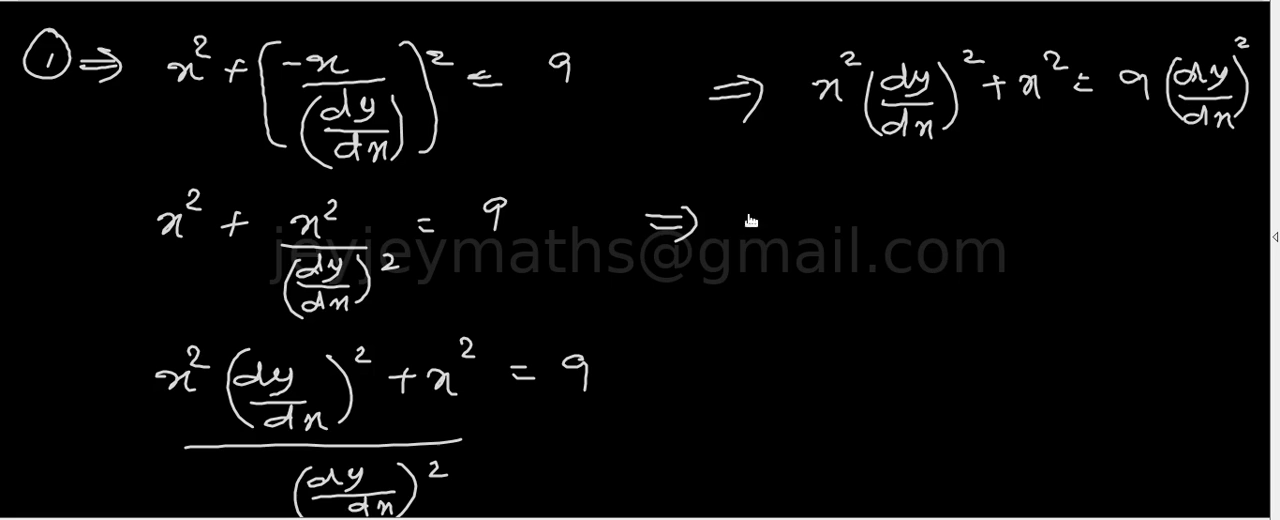 ① ⇒ x² + [-x/(dy/dx)]² = 9 ⇒ x² (dy/dx)² + x² = 9 (dy/dx)²
x² + x²/(dy/dx)² = 9 ⇒
jeyjeymaths@gmail.com
x² (dy/dx)² + x² / (dy/dx)² = 9